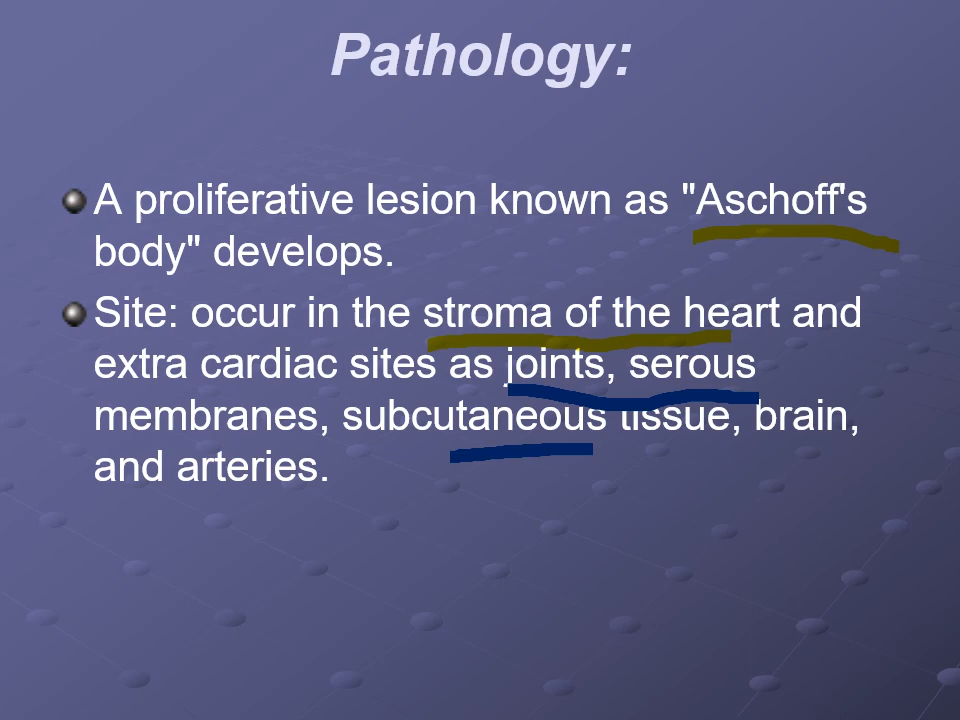 Pathology:
A proliferative lesion known as "Aschoff's
body" develops.
Site: occur in the stroma of the heart and
extra cardiac sites as joints, serous
membranes, subcutaneous tissue, brain,
and arteries.